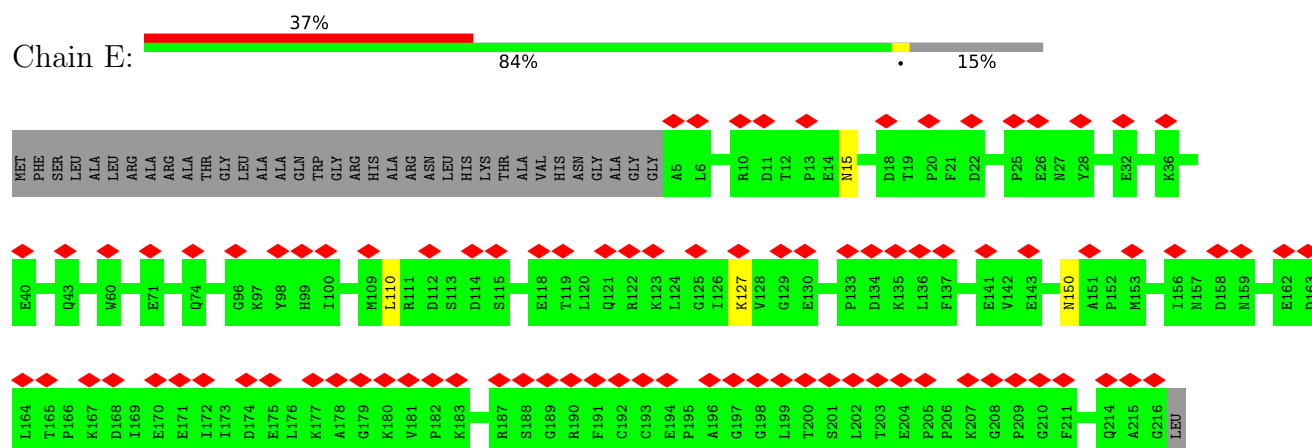 37%
Chain E:
84% • 15%
MET PHE SER LEU ALA LEU ARG ALA ARG ALA THR GLY LEU ALA ALA GLN TRP GLY ARG HIS ALA ARG ASN LEU HIS LYS THR ALA VAL HIS ASN GLY ALA GLY GLY A5 L6 R10 D11 T12 P13 E14 N15 D18 T19 P20 F21 D22 P25 E26 N27 Y28 E32 K36
E40 Q43 W60 E71 Q74 G96 K97 Y98 H99 I100 M109 L110 R111 D112 S113 D114 S115 E118 T119 L120 Q121 R122 K123 L124 G125 I126 K127 V128 G129 E130 P133 D134 K135 L136 F137 E141 V142 E143 N150 A151 P152 M153 I156 N157 D158 N159 E162 D163
L164 T165 P166 K167 D168 I169 E170 E171 I172 I173 D174 E175 L176 K177 A178 G179 K180 V181 P182 K183 R187 S188 G189 R190 F191 C192 C193 E194 P195 A196 G197 G198 L199 T200 S201 L202 T203 E204 P205 P206 K207 G208 P209 G210 F211 Q214 A215 G216 LEU